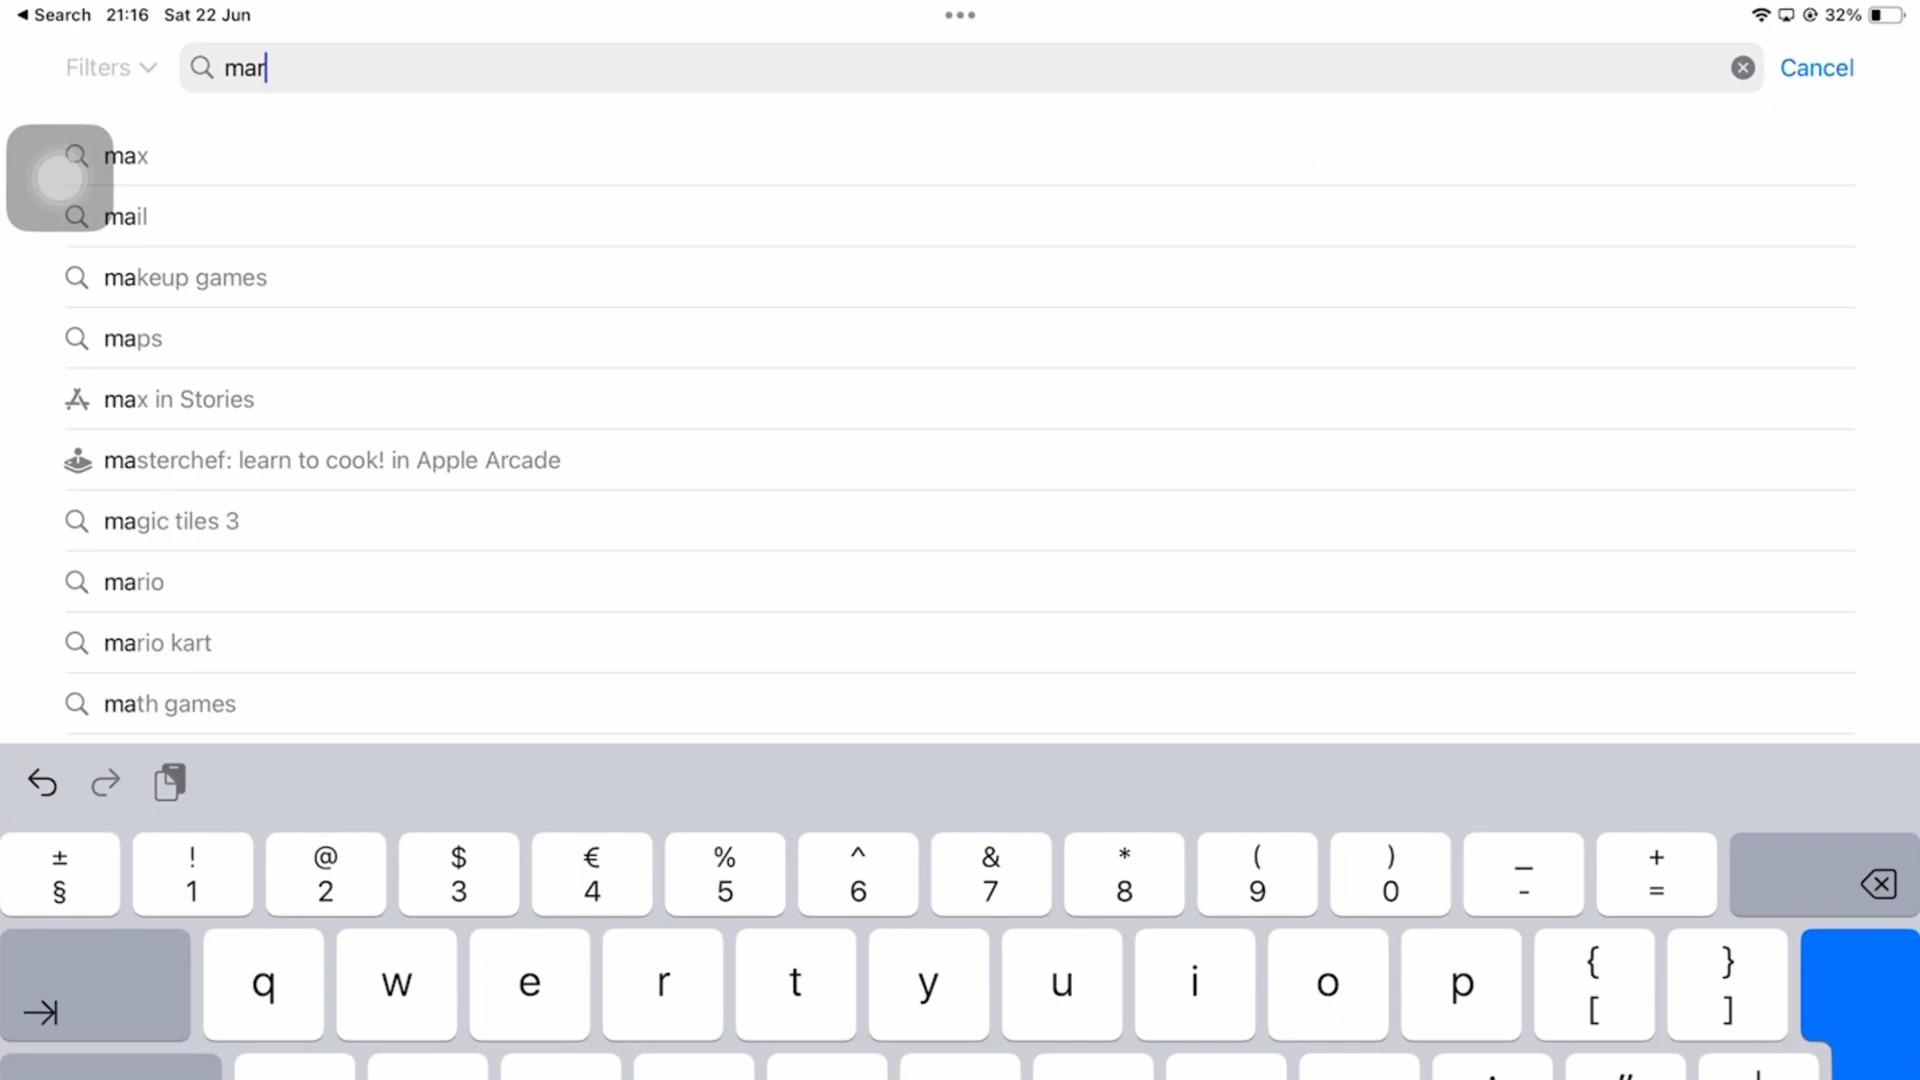 ◀ Search 21:16 Sat 22 Jun 32%
Filters mar Cancel
max
mail
makeup games
maps
max in Stories
masterchef: learn to cook! in Apple Arcade
magic tiles 3
mario
mario kart
math games
± ! @ $ € % ^ & * ( ) _ +
§ 1 2 3 4 5 6 7 8 9 0 - =
q w e r t y u i o p { }
[ ]